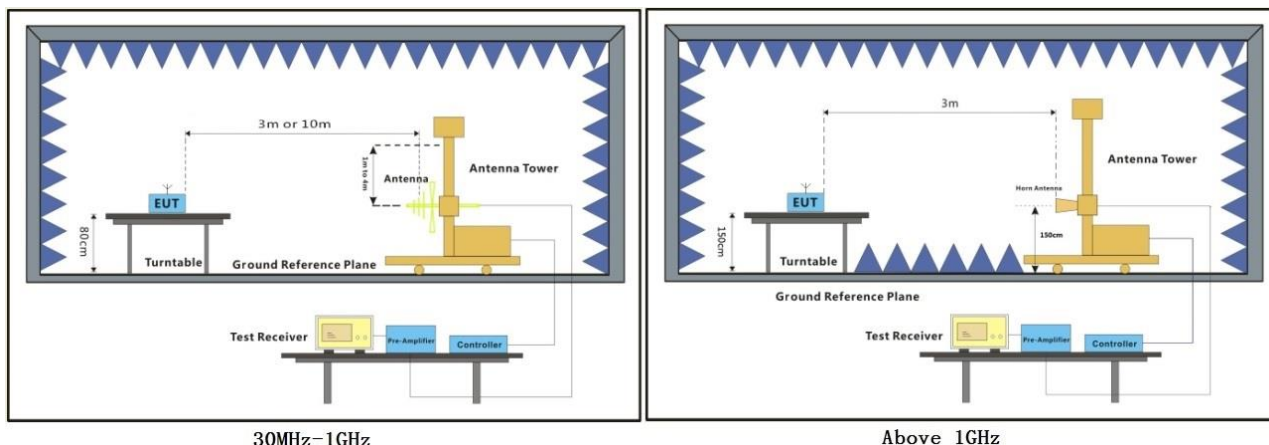 3m or 10m
1m to 4m
Antenna
Antenna Tower
EUT
80cm
Turntable
Ground Reference Plane
Test Receiver
Pre-Amplifier
Controller
30MHz-1GHz
3m
Antenna Tower
Horn Antenna
EUT
150cm
150cm
Turntable
Ground Reference Plane
Test Receiver
Pre-Amplifier
Controller
Above 1GHz